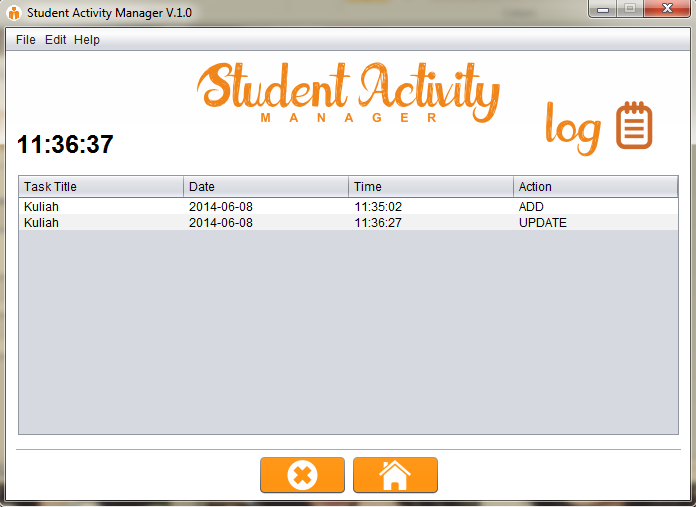 Student Activity Manager V.1.0
File Edit Help
Student Activity
MANAGER
log
11:36:37
Task Title Date Time Action
Kuliah 2014-06-08 11:35:02 ADD
Kuliah 2014-06-08 11:36:27 UPDATE